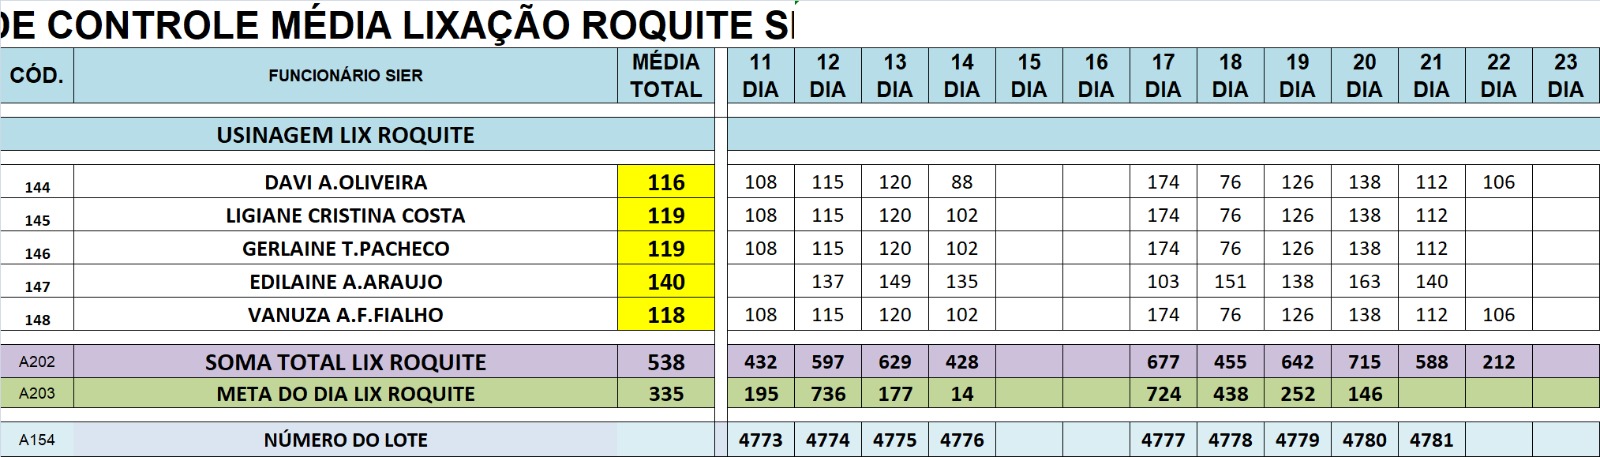 DE CONTROLE MÉDIA LIXAÇÃO ROQUITE SI
CÓD. FUNCIONÁRIO SIER MÉDIA TOTAL 11 DIA 12 DIA 13 DIA 14 DIA 15 DIA 16 DIA 17 DIA 18 DIA 19 DIA 20 DIA 21 DIA 22 DIA 23 DIA
USINAGEM LIX ROQUITE
144 DAVI A.OLIVEIRA 116 108 115 120 88 174 76 126 138 112 106
145 LIGIANE CRISTINA COSTA 119 108 115 120 102 174 76 126 138 112
146 GERLAINE T.PACHECO 119 108 115 120 102 174 76 126 138 112
147 EDILAINE A.ARAUJO 140 137 149 135 103 151 138 163 140
148 VANUZA A.F.FIALHO 118 108 115 120 102 174 76 126 138 112 106
A202 SOMA TOTAL LIX ROQUITE 538 432 597 629 428 677 455 642 715 588 212
A203 META DO DIA LIX ROQUITE 335 195 736 177 14 724 438 252 146
A154 NÚMERO DO LOTE 4773 4774 4775 4776 4777 4778 4779 4780 4781